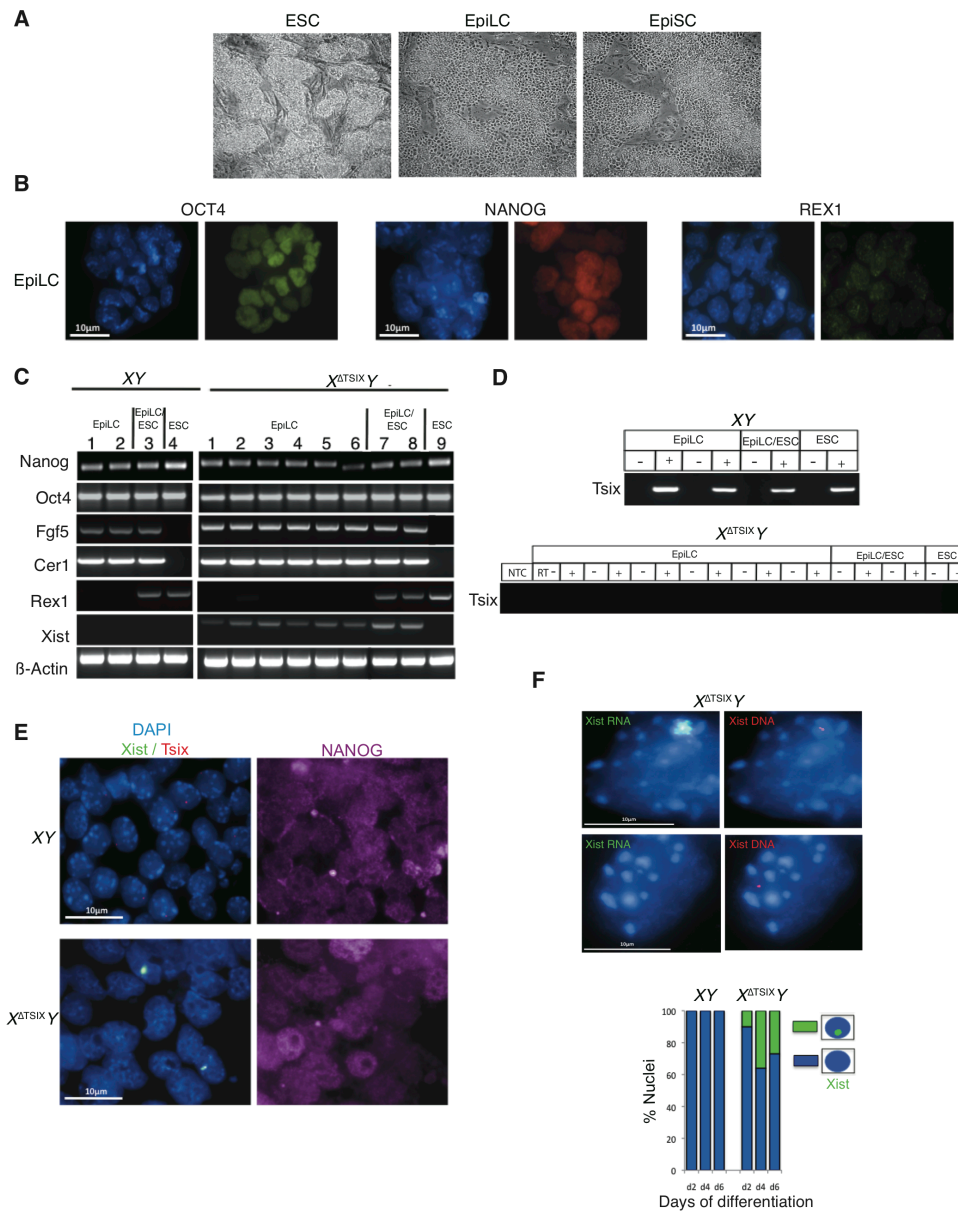 A
ESC EpiLC EpiSC
B
OCT4 NANOG REX1
EpiLC
10µm 10µm 10µm
C
XY XΔTSIXY -
EpiLC EpiLC/ESC ESC EpiLC EpiLC/ESC ESC
1 2 3 4 1 2 3 4 5 6 7 8 9
Nanog
Oct4
Fgf5
Cer1
Rex1
Xist
ß-Actin
D
XY
EpiLC EpiLC/ESC ESC
- + - + - + - +
Tsix
XΔTSIXY
EpiLC EpiLC/ESC ESC
NTC RT - + - + - + - + - + - + - + - + -
Tsix
E
DAPI
Xist / Tsix NANOG
XY
10µm
XΔTSIXY
10µm
F
XΔTSIXY
Xist RNA Xist DNA
10µm
Xist RNA Xist DNA
10µm
XY XΔTSIXY
100
80
60
40
20
0
% Nuclei
Xist
d2 d4 d6 d2 d4 d6
Days of differentiation